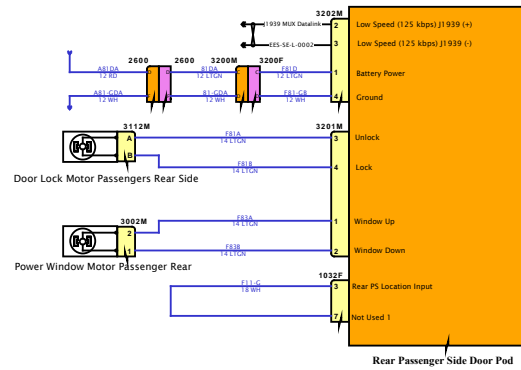 3202M
J1939 MUX Datalink 2 Low Speed (125 kbps) J1939 (+)
EES-SE-L-0002 3 Low Speed (125 kbps) J1939 (-)
2600 2600 3200M 3200F
A81DA 81DA F81D 1 Battery Power
12 RD 12 LTGN 12 LTGN
A81-GDA 81-GDA F81-GB 4 Ground
12 WH 12 WH 12 WH
3112M 3201M
A F81A 3 Unlock
14 LTGN
B F81B 4 Lock
14 LTGN
Door Lock Motor Passengers Rear Side
3002M
2 F83A 1 Window Up
14 LTGN
1 F83B 2 Window Down
14 LTGN
Power Window Motor Passenger Rear
1032F
F11-G 3 Rear PS Location Input
18 WH
7 Not Used 1
Rear Passenger Side Door Pod